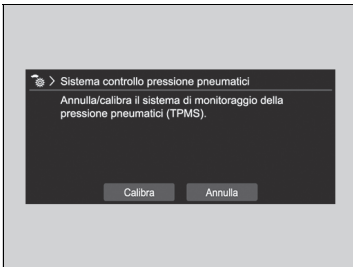 > Sistema controllo pressione pneumatici
Annulla/calibra il sistema di monitoraggio della
pressione pneumatici (TPMS).
Calibra Annulla